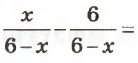 x/(6-x) - 6/(6-x) =